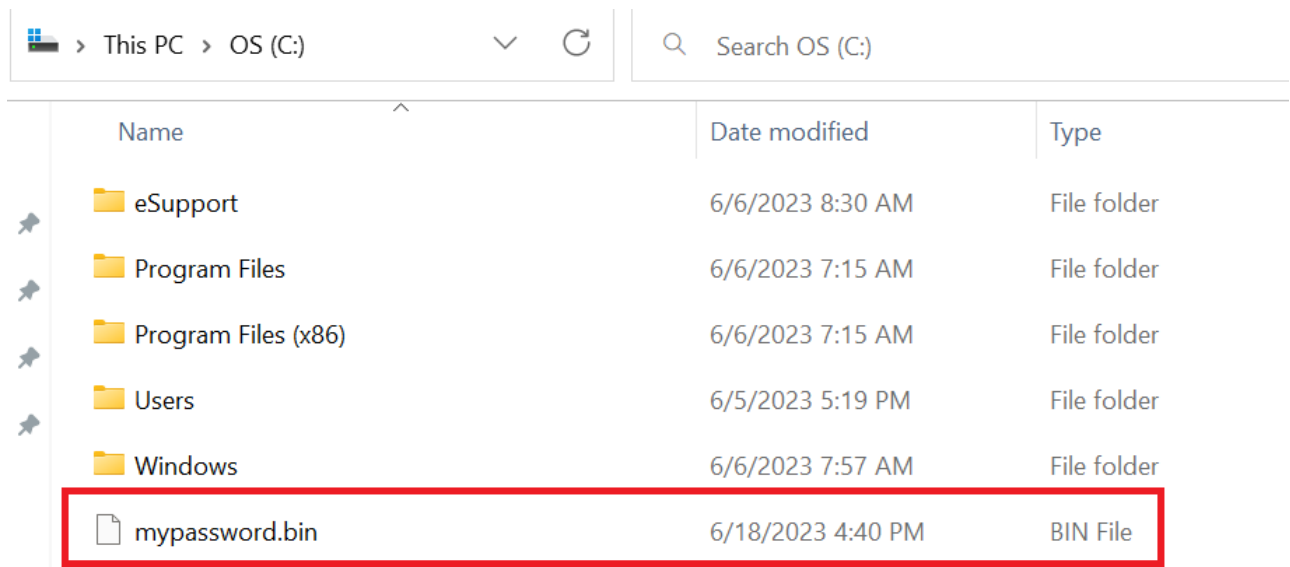 This PC > OS (C:) Search OS (C:)
Name Date modified Type
eSupport 6/6/2023 8:30 AM File folder
Program Files 6/6/2023 7:15 AM File folder
Program Files (x86) 6/6/2023 7:15 AM File folder
Users 6/5/2023 5:19 PM File folder
Windows 6/6/2023 7:57 AM File folder
mypassword.bin 6/18/2023 4:40 PM BIN File